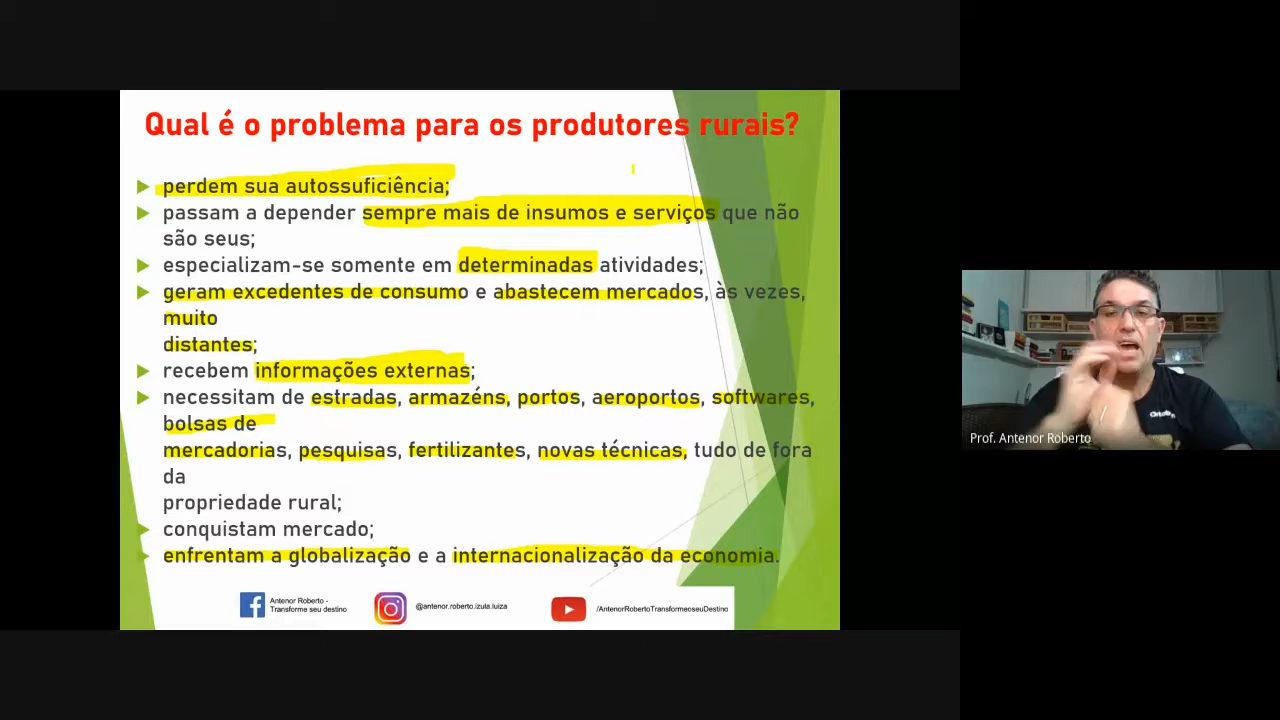 Qual é o problema para os produtores rurais?
perdem sua autossuficiência;
passam a depender sempre mais de insumos e serviços que não
são seus;
especializam-se somente em determinadas atividades;
geram excedentes de consumo e abastecem mercados, às vezes,
muito
distantes;
recebem informações externas;
necessitam de estradas, armazéns, portos, aeroportos, softwares,
bolsas de
mercadorias, pesquisas, fertilizantes, novas técnicas, tudo de fora
da
propriedade rural;
conquistam mercado;
enfrentam a globalização e a internacionalização da economia.
Antenor Roberto -
Transforme seu destino
@antenor.roberto.izula.luiza
/AntenorRobertoTransformeoseuDestino
Prof. Antenor Roberto